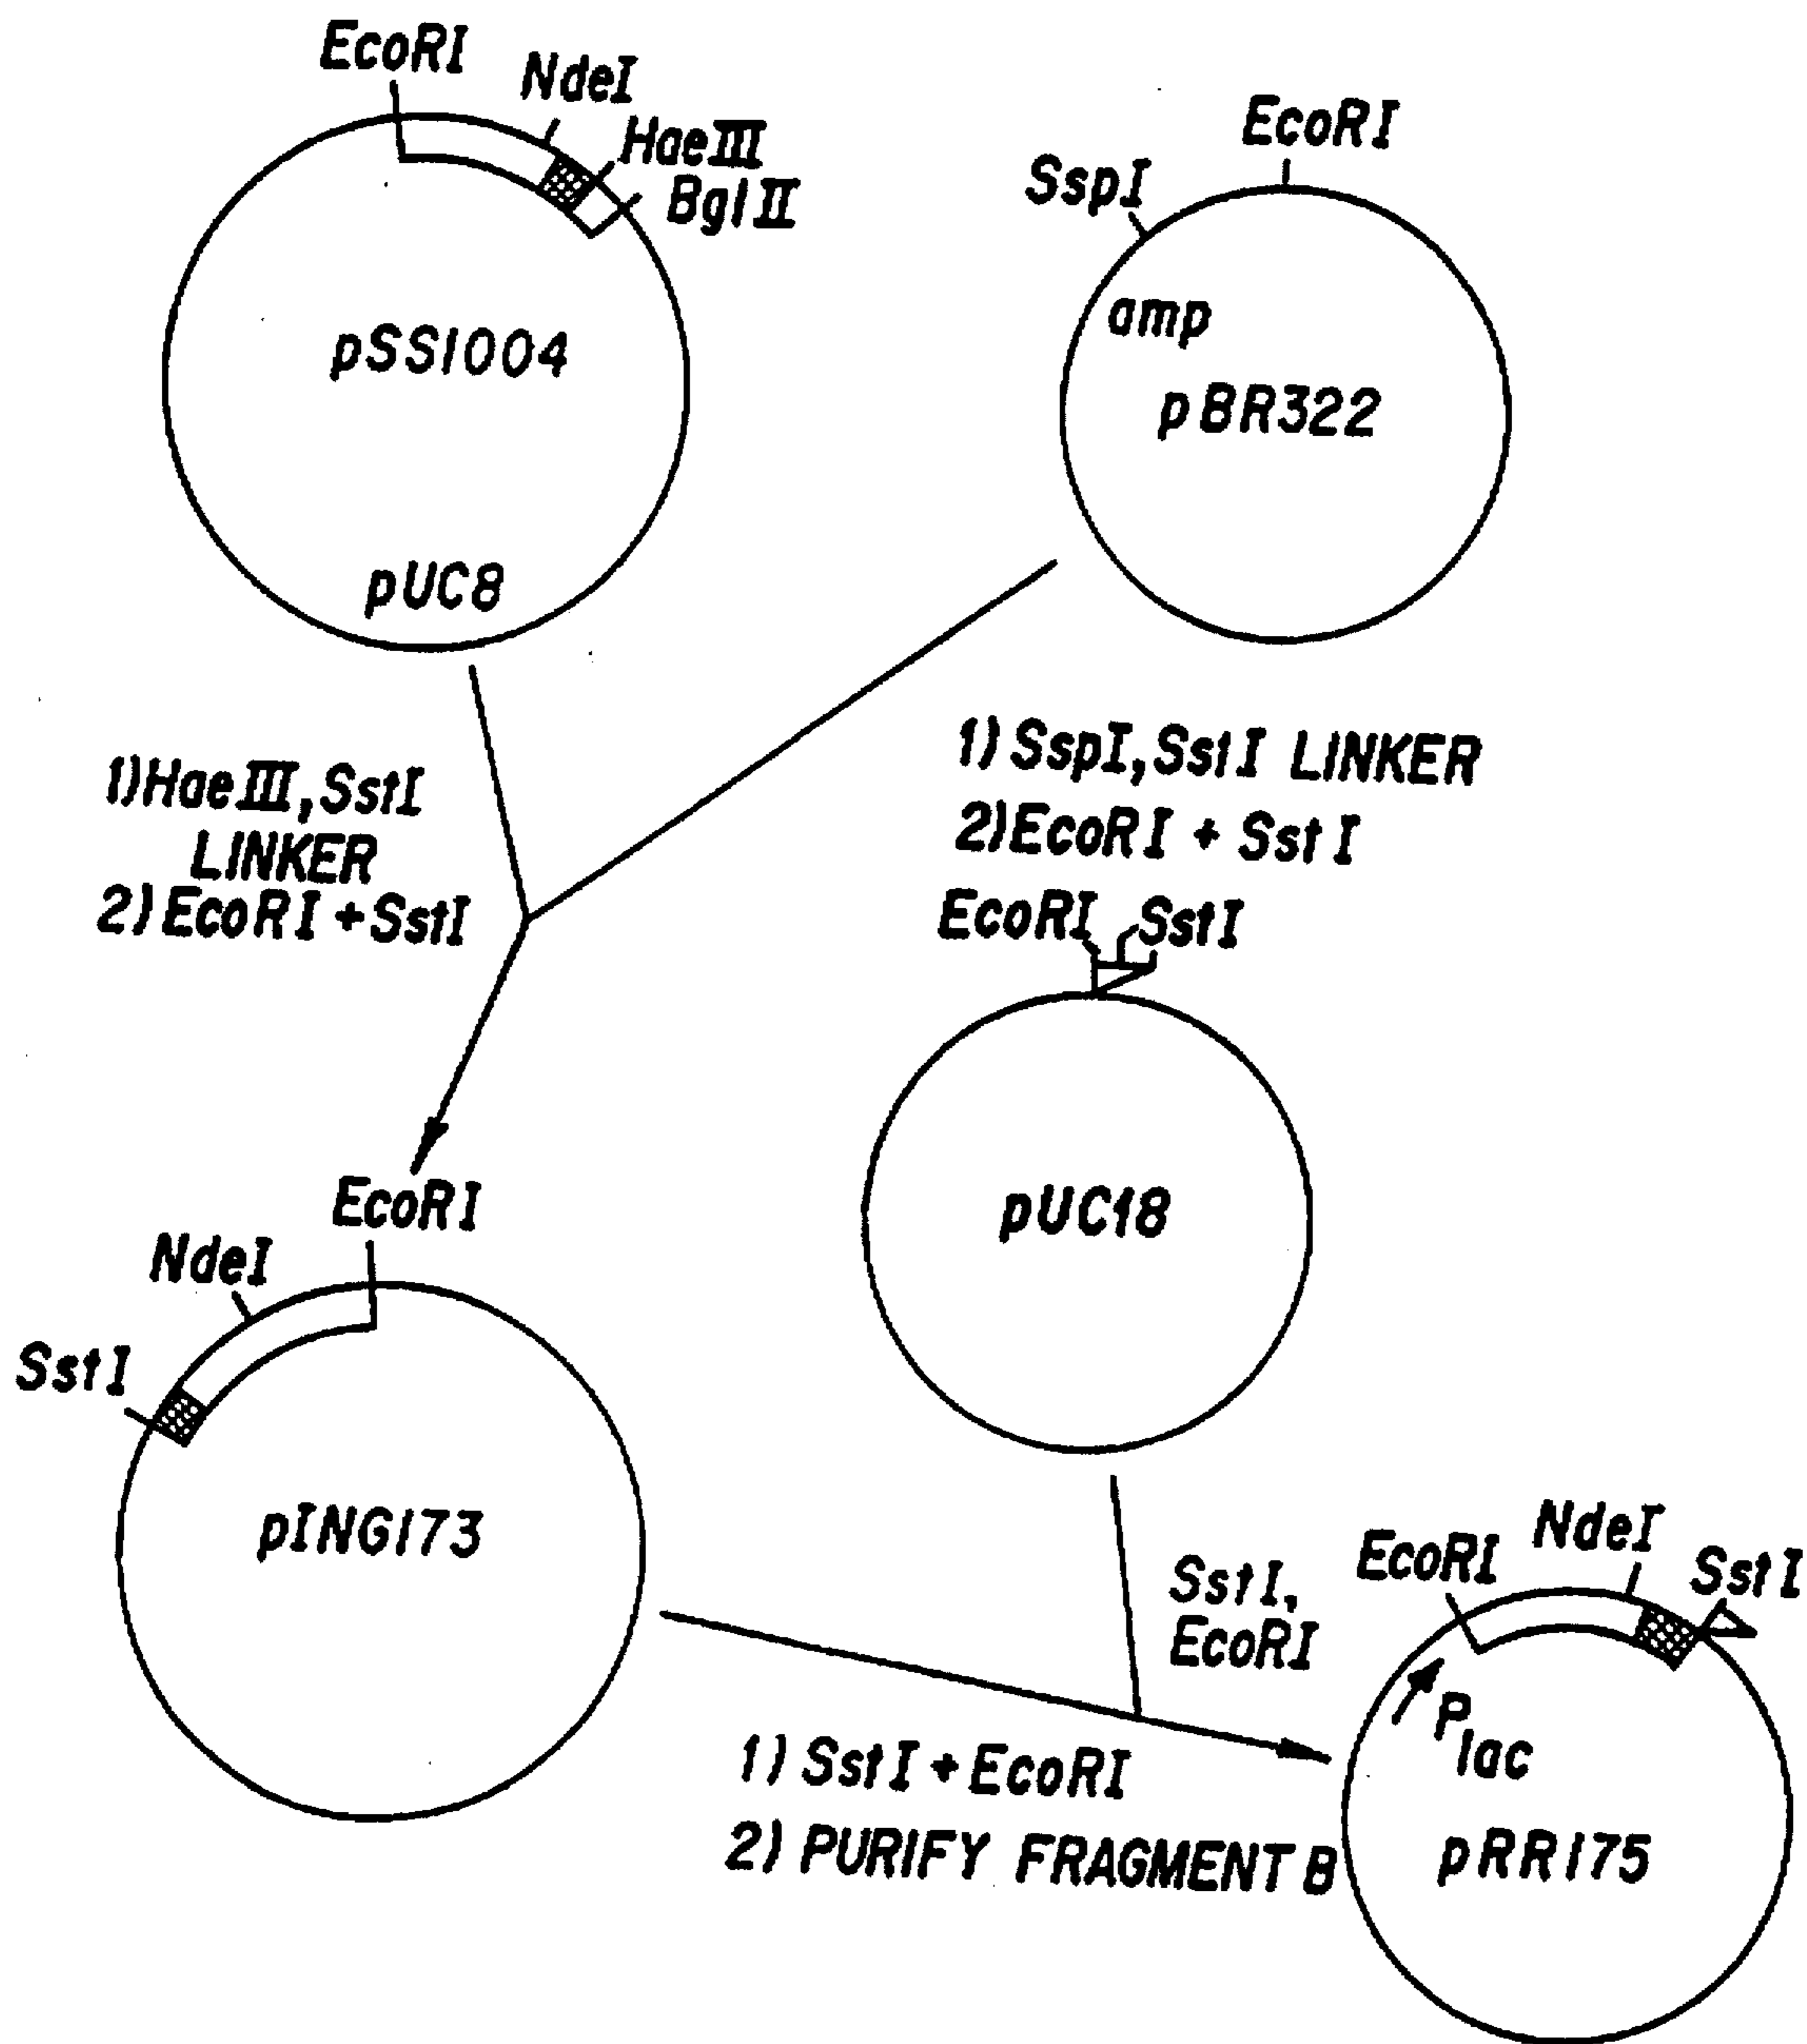 EcoRI
NdeI
HaeIII
BglII
pSS1004
pUC8
EcoRI
SspI
amp
pBR322
1)HaeIII,SstI
LINKER
2)EcoRI+SstI
1)SspI,SstI LINKER
2)EcoRI + SstI
EcoRI
SstI
pUC18
EcoRI
NdeI
SstI
pING173
SstI,
EcoRI
1) SstI+EcoRI
2) PURIFY FRAGMENT B
EcoRI
NdeI
SstI
Plac
pRR175